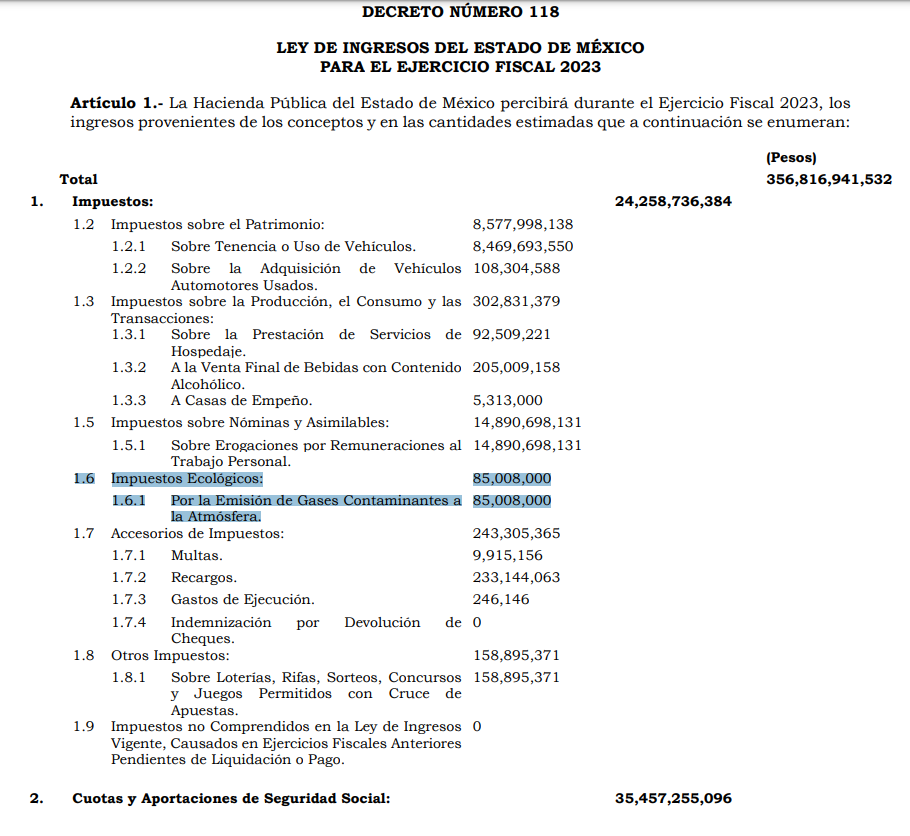 DECRETO NÚMERO 118
LEY DE INGRESOS DEL ESTADO DE MÉXICO
PARA EL EJERCICIO FISCAL 2023
Artículo 1.- La Hacienda Pública del Estado de México percibirá durante el Ejercicio Fiscal 2023, los
ingresos provenientes de los conceptos y en las cantidades estimadas que a continuación se enumeran:
(Pesos)
Total 356,816,941,532
1. Impuestos: 24,258,736,384
1.2 Impuestos sobre el Patrimonio: 8,577,998,138
1.2.1 Sobre Tenencia o Uso de Vehículos. 8,469,693,550
1.2.2 Sobre la Adquisición de Vehículos 108,304,588
Automotores Usados.
1.3 Impuestos sobre la Producción, el Consumo y las 302,831,379
Transacciones:
1.3.1 Sobre la Prestación de Servicios de 92,509,221
Hospedaje.
1.3.2 A la Venta Final de Bebidas con Contenido 205,009,158
Alcohólico.
1.3.3 A Casas de Empeño. 5,313,000
1.5 Impuestos sobre Nóminas y Asimilables: 14,890,698,131
1.5.1 Sobre Erogaciones por Remuneraciones al 14,890,698,131
Trabajo Personal.
1.6 Impuestos Ecológicos: 85,008,000
1.6.1 Por la Emisión de Gases Contaminantes a 85,008,000
la Atmósfera.
1.7 Accesorios de Impuestos: 243,305,365
1.7.1 Multas. 9,915,156
1.7.2 Recargos. 233,144,063
1.7.3 Gastos de Ejecución. 246,146
1.7.4 Indemnización por Devolución de 0
Cheques.
1.8 Otros Impuestos: 158,895,371
1.8.1 Sobre Loterías, Rifas, Sorteos, Concursos 158,895,371
y Juegos Permitidos con Cruce de
Apuestas.
1.9 Impuestos no Comprendidos en la Ley de Ingresos 0
Vigente, Causados en Ejercicios Fiscales Anteriores
Pendientes de Liquidación o Pago.
2. Cuotas y Aportaciones de Seguridad Social: 35,457,255,096